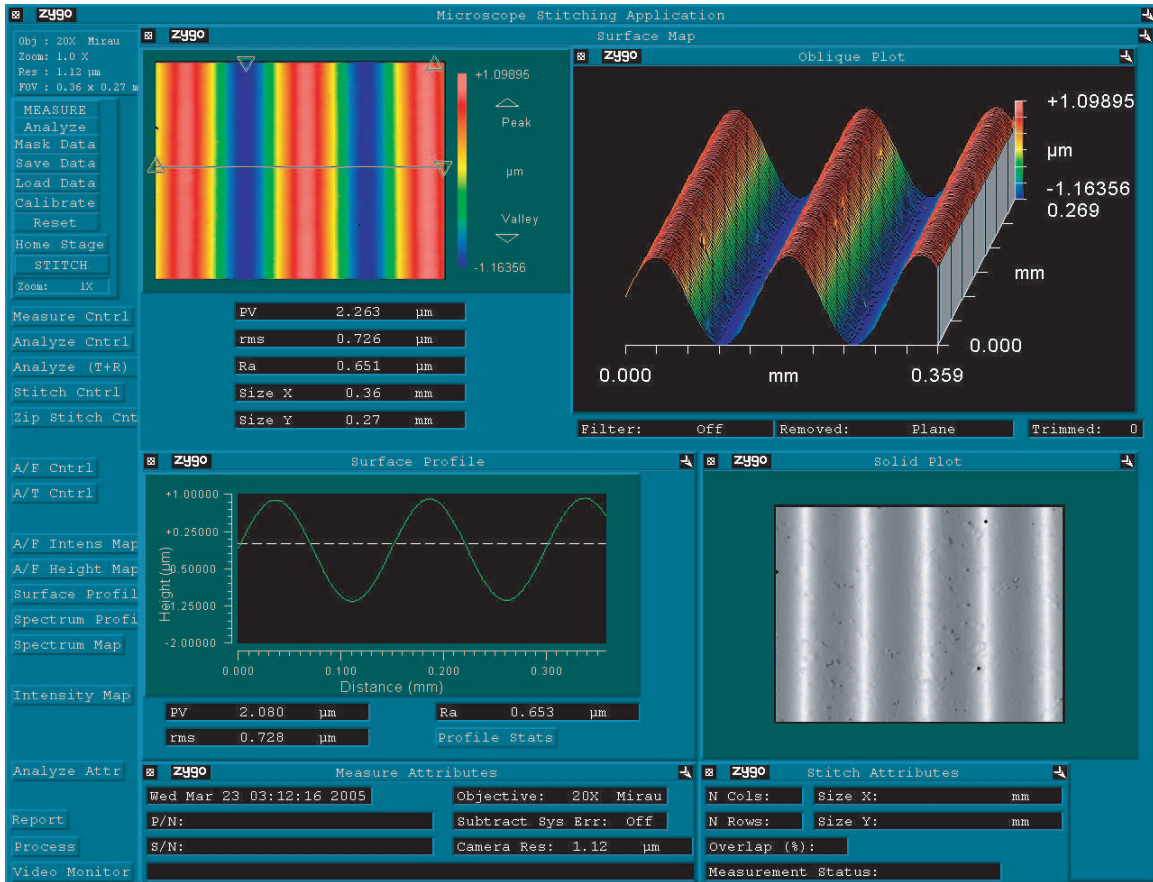 zygo Microscope Stitching Application
Obj : 20X Mirau
Zoom: 1.0 X
Res : 1.12 µm
FOV : 0.36 x 0.27 m
MEASURE
Analyze
Mask Data
Save Data
Load Data
Calibrate
Reset
Home Stage
STITCH
Zoom: 1X
Measure Cntrl
Analyze Cntrl
Analyze (T+R)
Stitch Cntrl
Zip Stitch Cnt
A/F Cntrl
A/T Cntrl
A/F Intens Map
A/F Height Map
Surface Profil
Spectrum Profi
Spectrum Map
Intensity Map
Analyze Attr
Report
Process
Video Monitor
zygo Surface Map
+1.09895
Peak
µm
Valley
-1.16356
PV 2.263 µm
rms 0.726 µm
Ra 0.651 µm
Size X 0.36 mm
Size Y 0.27 mm
zygo Oblique Plot
+1.09895
µm
-1.16356
0.269
mm
0.000
0.000 mm 0.359
Filter: Off Removed: Plane Trimmed: 0
zygo Surface Profile
+1.00000
+0.25000
-0.50000
-1.25000
-2.00000
Height (µm)
0.000 0.100 0.200 0.300
Distance (mm)
PV 2.080 µm Ra 0.653 µm
rms 0.728 µm Profile Stats
zygo Solid Plot
zygo Measure Attributes
Wed Mar 23 03:12:16 2005 Objective: 20X Mirau
P/N: Subtract Sys Err: Off
S/N: Camera Res: 1.12 µm
zygo Stitch Attributes
N Cols: Size X: mm
N Rows: Size Y: mm
Overlap (%):
Measurement Status: